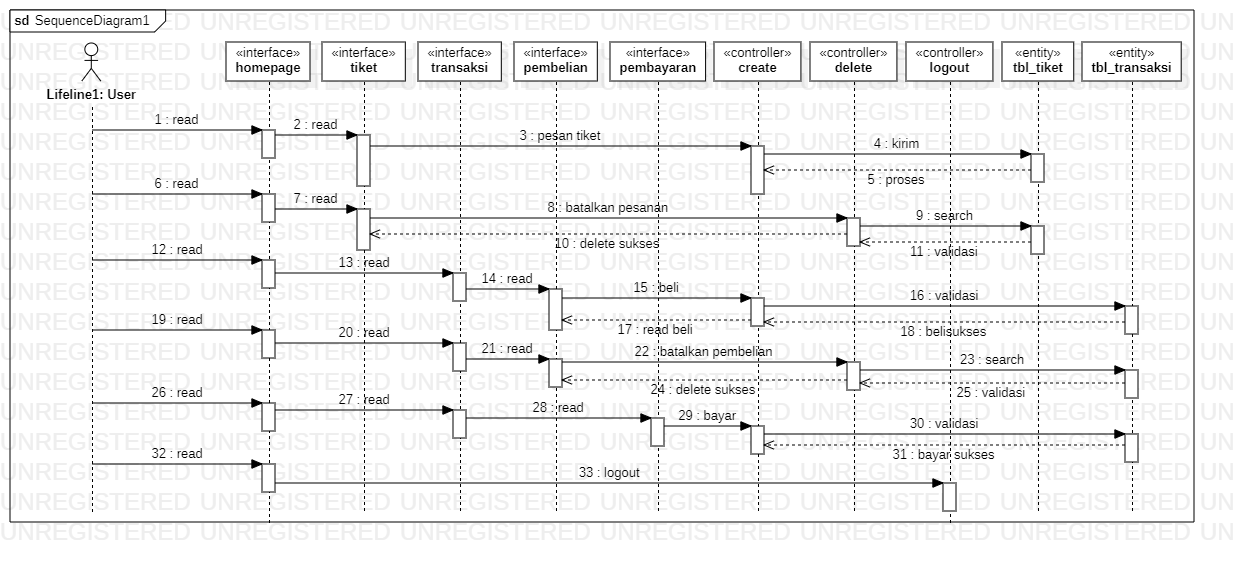 sd SequenceDiagram1
«interface» «interface» «interface» «interface» «interface» «controller» «controller» «controller» «entity» «entity»
homepage tiket transaksi pembelian pembayaran create delete logout tbl_tiket tbl_transaksi
Lifeline1: User
1 : read
2 : read
3 : pesan tiket
4 : kirim
5 : proses
6 : read
7 : read
8 : batalkan pesanan
9 : search
10 : delete sukses
11 : validasi
12 : read
13 : read
14 : read
15 : beli
16 : validasi
17 : read beli
18 : belisukses
19 : read
20 : read
21 : read
22 : batalkan pembelian
23 : search
24 : delete sukses
25 : validasi
26 : read
27 : read
28 : read
29 : bayar
30 : validasi
31 : bayar sukses
32 : read
33 : logout
UNREGISTERED